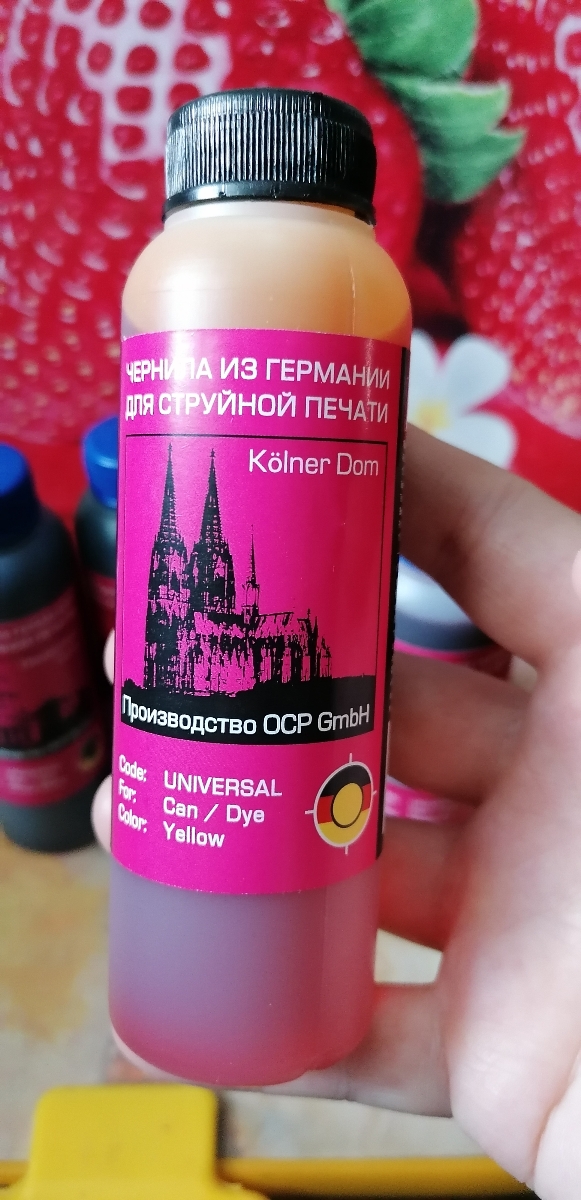 ЧЕРНИЛА ИЗ ГЕРМАНИИ
ДЛЯ СТРУЙНОЙ ПЕЧАТИ
Kölner Dom
Производство OCP GmbH
Code: UNIVERSAL
For: Can / Dye
Color: Yellow